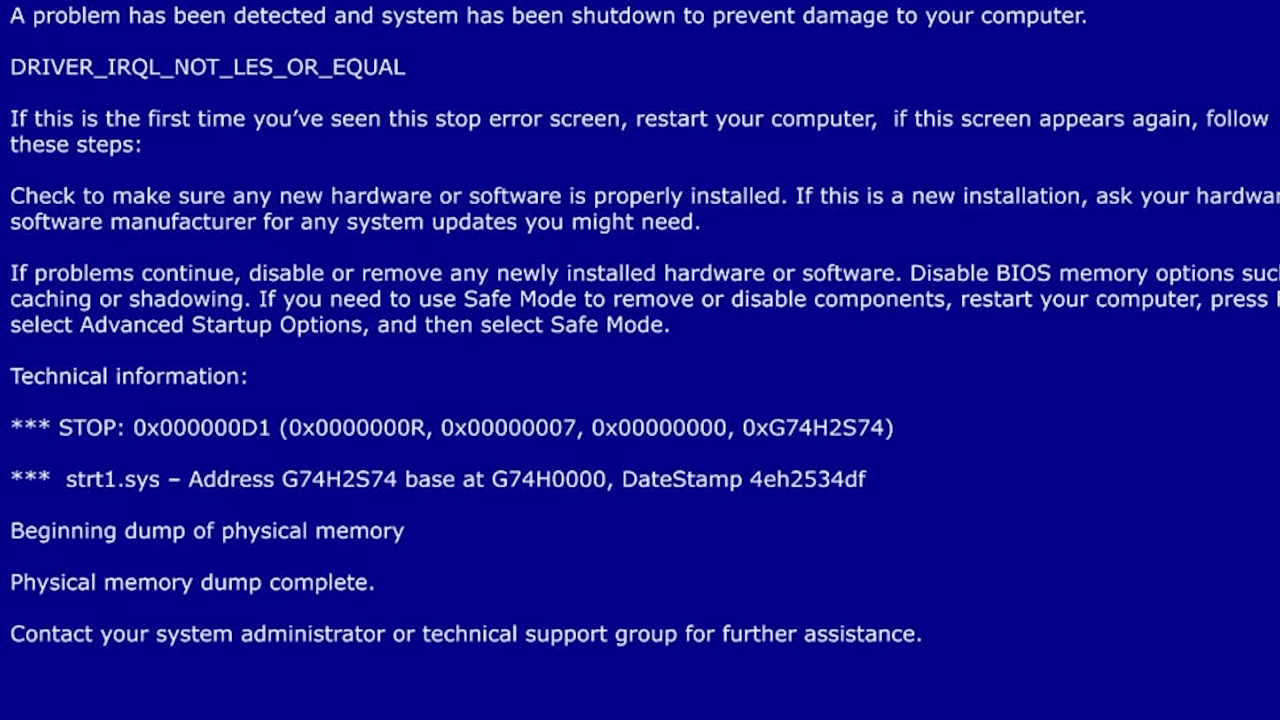 A problem has been detected and system has been shutdown to prevent damage to your computer.
DRIVER_IRQL_NOT_LES_OR_EQUAL
If this is the first time you’ve seen this stop error screen, restart your computer,  if this screen appears again, follow
these steps:
Check to make sure any new hardware or software is properly installed. If this is a new installation, ask your
software manufacturer for any system updates you might need.
If problems continue, disable or remove any newly installed hardware or software. Disable BIOS memory options
caching or shadowing. If you need to use Safe Mode to remove or disable components, restart your computer, press
select Advanced Startup Options, and then select Safe Mode.
Technical information:
*** STOP: 0x000000D1 (0x0000000R, 0x00000007, 0x00000000, 0xG74H2S74)
***  strt1.sys – Address G74H2S74 base at G74H0000, DateStamp 4eh2534df
Beginning dump of physical memory
Physical memory dump complete.
Contact your system administrator or technical support group for further assistance.